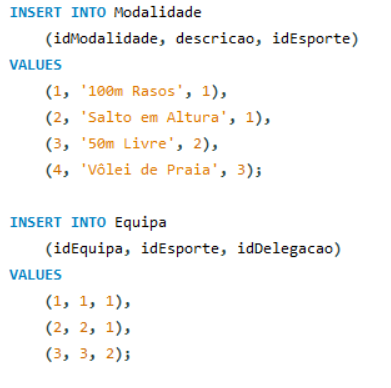 INSERT INTO Modalidade
(idModalidade, descricao, idEsporte)
VALUES
(1, '100m Rasos', 1),
(2, 'Salto em Altura', 1),
(3, '50m Livre', 2),
(4, 'Vôlei de Praia', 3);
INSERT INTO Equipa
(idEquipa, idEsporte, idDelegacao)
VALUES
(1, 1, 1),
(2, 2, 1),
(3, 3, 2);